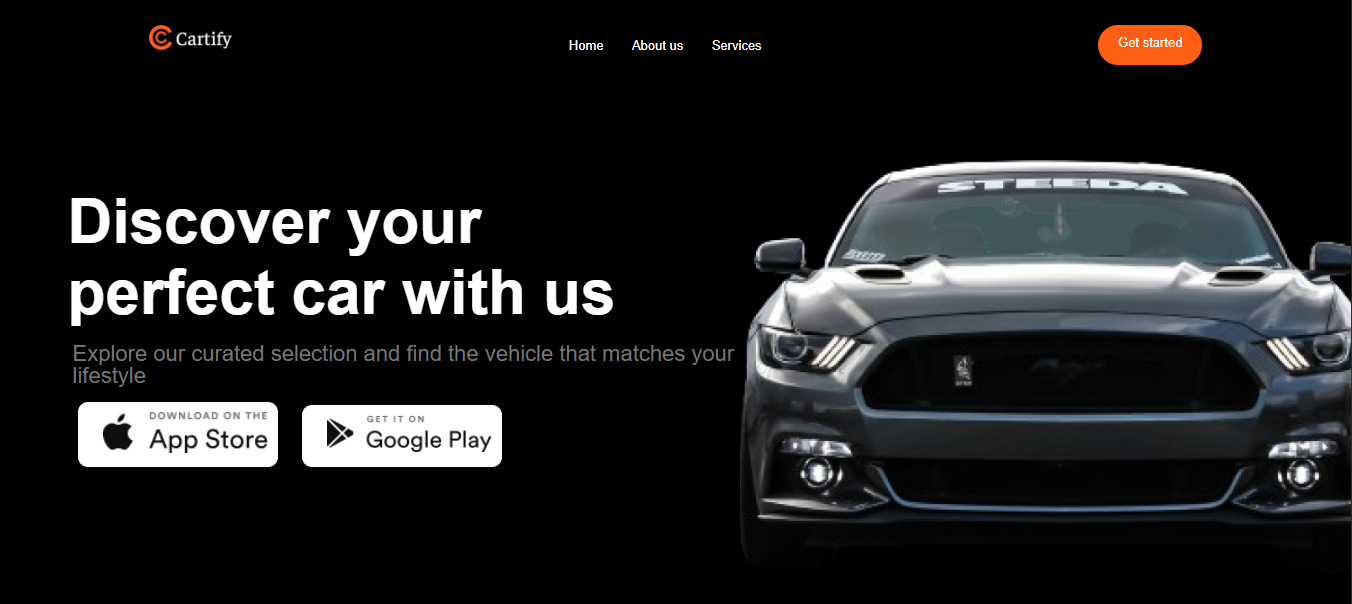 Cartify
Home About us Services
Get started
STEEDA
Discover your
perfect car with us
Explore our curated selection and find the vehicle that matches your
lifestyle
DOWNLOAD ON THE
App Store
GET IT ON
Google Play